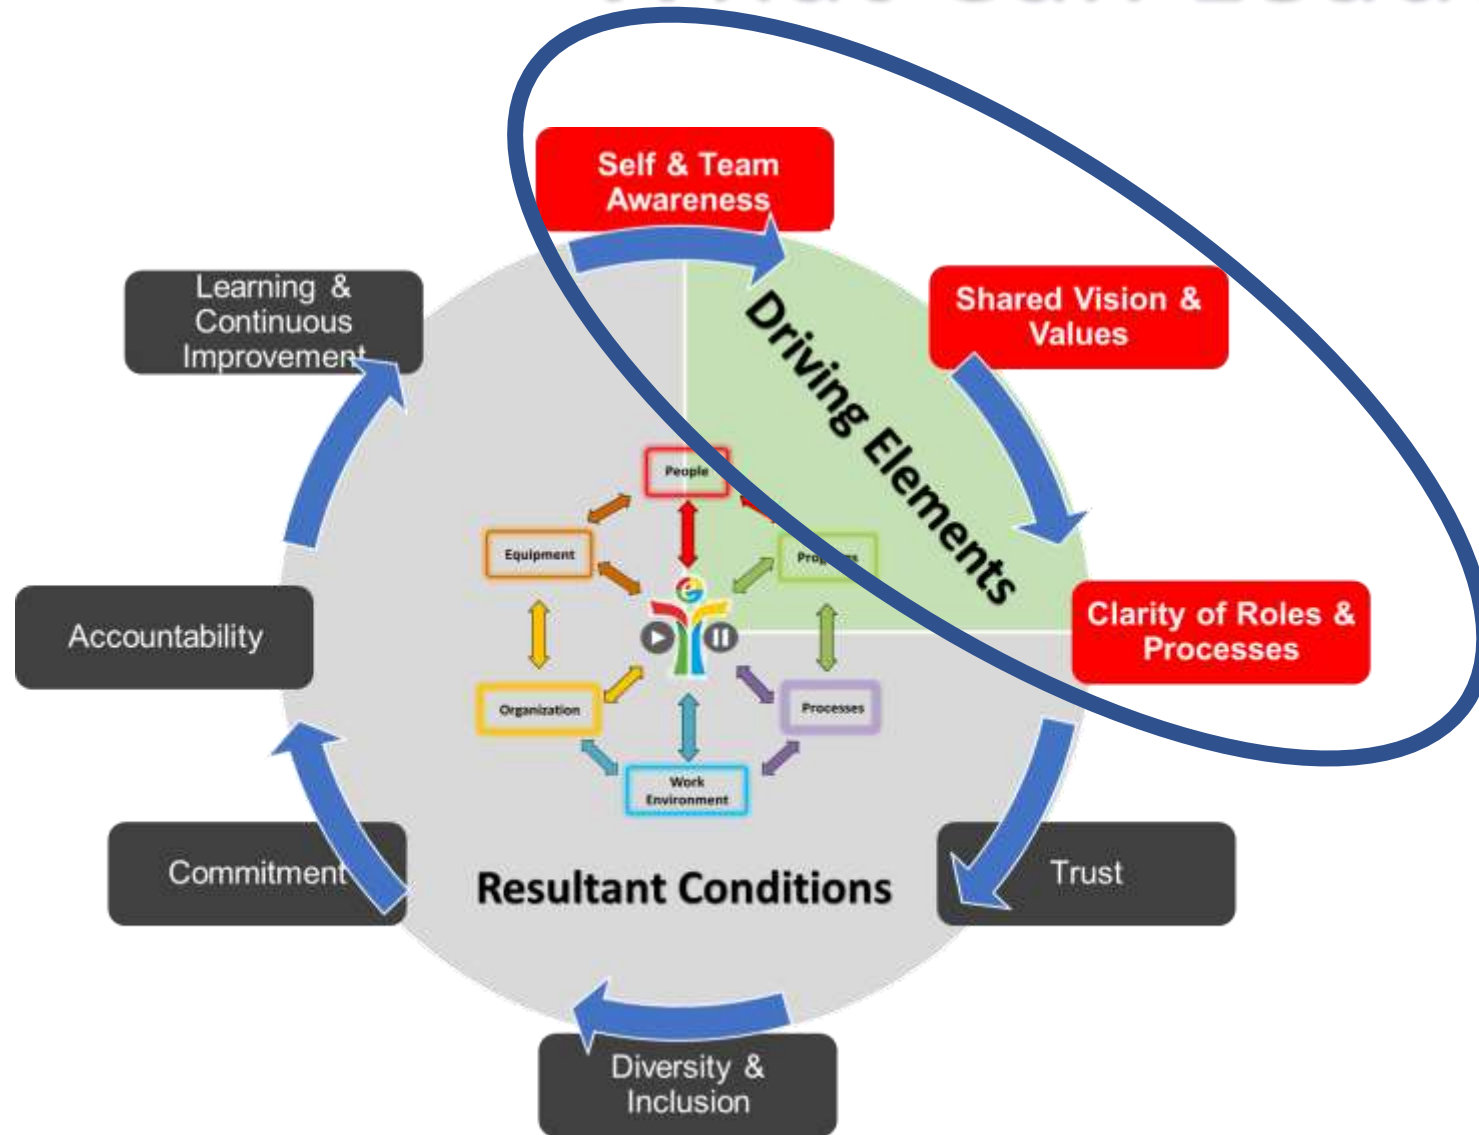 Self & Team
Awareness
Shared Vision &
Values
Clarity of Roles &
Processes
Trust
Diversity &
Inclusion
Commitment
Accountability
Learning &
Continuous
Improvement
Driving Elements
Resultant Conditions
People
Equipment
Organization
Processes
Work
Environment